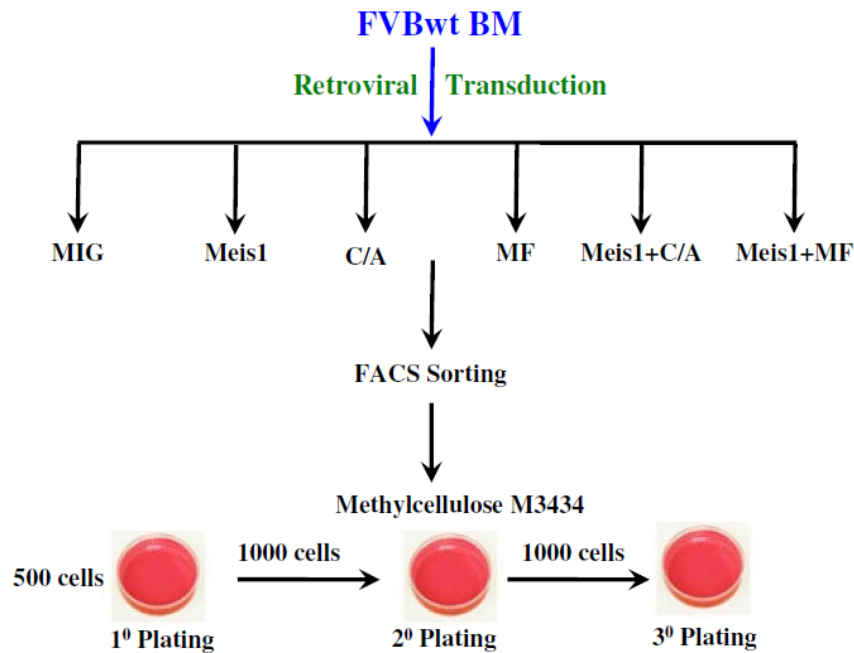 FVBwt BM
Retroviral Transduction
MIG Meis1 C/A MF Meis1+C/A Meis1+MF
FACS Sorting
Methylcellulose M3434
500 cells 1000 cells 1000 cells
1⁰ Plating 2⁰ Plating 3⁰ Plating